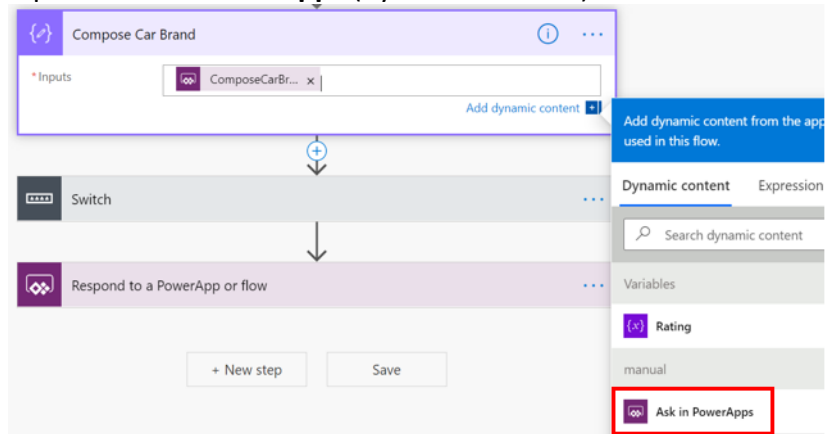 Compose Car Brand
*Inputs
ComposeCarBr... x
Add dynamic content
Add dynamic content from the app
used in this flow.
Dynamic content Expression
Search dynamic content
Switch
Variables
{x} Rating
Respond to a PowerApp or flow
manual
+ New step Save
Ask in PowerApps